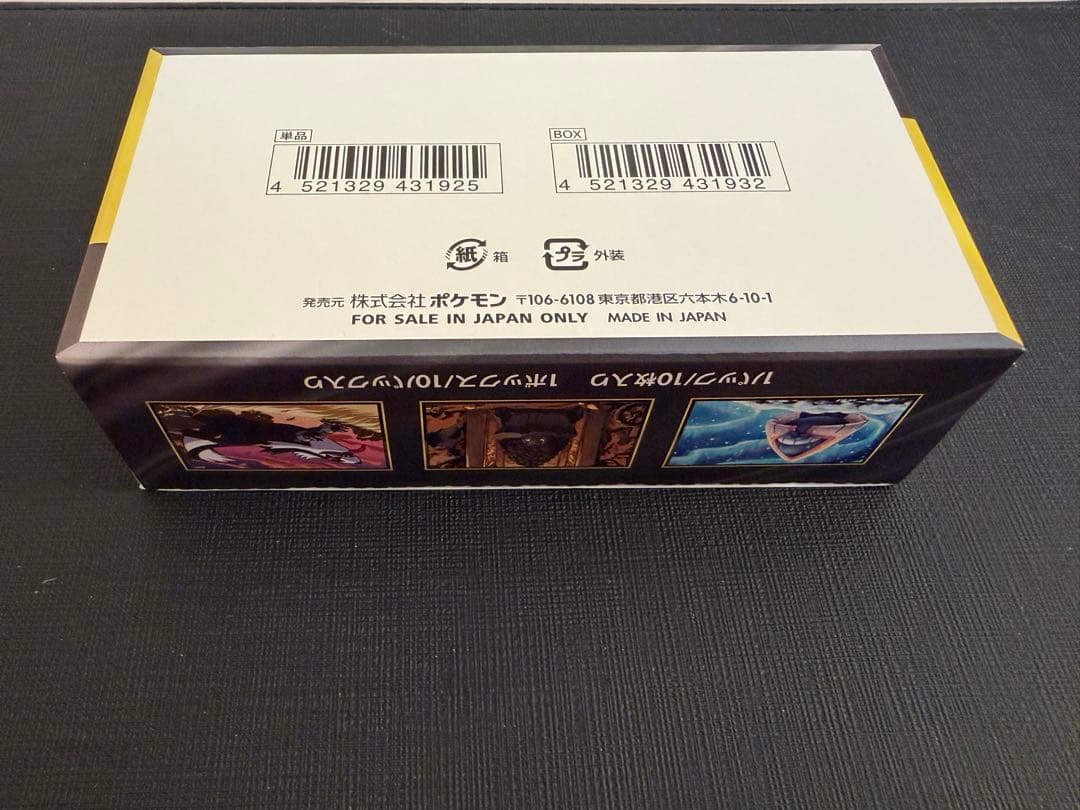 単品
4 521329 431925
BOX
4 521329 431932
紙 箱
プラ 外装
発売元 株式会社 ポケモン 〒106-6108 東京都港区六本木6-10-1
FOR SALE IN JAPAN ONLY MADE IN JAPAN
1パック/10枚入り 1ボックス/10パック入り